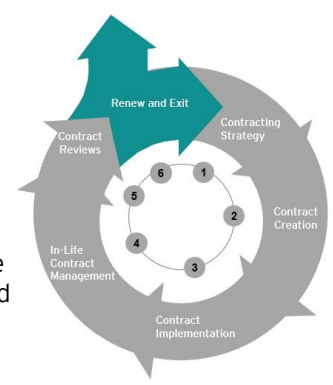 Renew and Exit
Contracting
Strategy
Contract
Creation
Contract
Implementation
In-Life
Contract
Management
Contract
Reviews
1
2
3
4
5
6
e
d